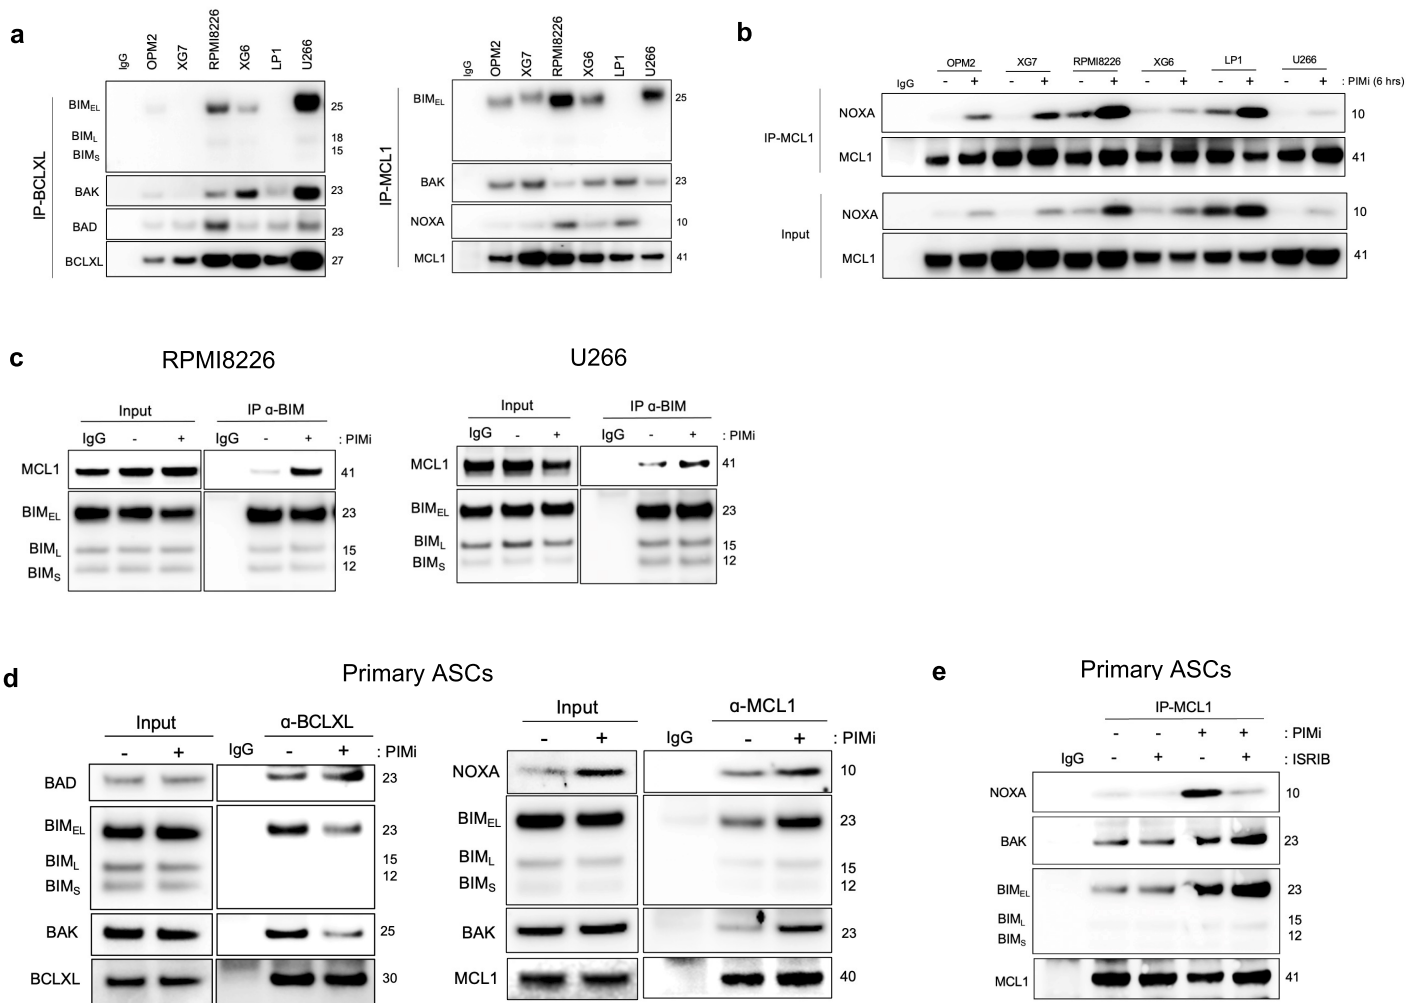 a
IgG OPM2 XG7 RPMI8226 XG6 LP1 U266
IP-BCLXL
BIMEL 25
BIML 18
BIMS 15
BAK 23
BAD 23
BCLXL 27
IgG OPM2 XG7 RPMI8226 XG6 LP1 U266
IP-MCL1
BIMEL 25
BAK 23
NOXA 10
MCL1 41
b
OPM2 XG7 RPMI8226 XG6 LP1 U266
IgG - + - + - + - + - + - + : PIMi (6 hrs)
IP-MCL1
NOXA 10
MCL1 41
Input
NOXA 10
MCL1 41
c
RPMI8226
Input IP α-BIM
IgG - + IgG - + : PIMi
MCL1 41
BIMEL 23
BIML 15
BIMS 12
U266
Input IP α-BIM
IgG - + IgG - + : PIMi
MCL1 41
BIMEL 23
BIML 15
BIMS 12
d
Primary ASCs
Input α-BCLXL
- + IgG - + : PIMi
BAD 23
BIMEL 23
BIML 15
BIMS 12
BAK 25
BCLXL 30
Input α-MCL1
- + IgG - + : PIMi
NOXA 10
BIMEL 23
BIML 15
BIMS 12
BAK 23
MCL1 40
e
Primary ASCs
IP-MCL1
- - + + : PIMi
IgG - + - + : ISRIB
NOXA 10
BAK 23
BIMEL 23
BIML 15
BIMS 12
MCL1 41